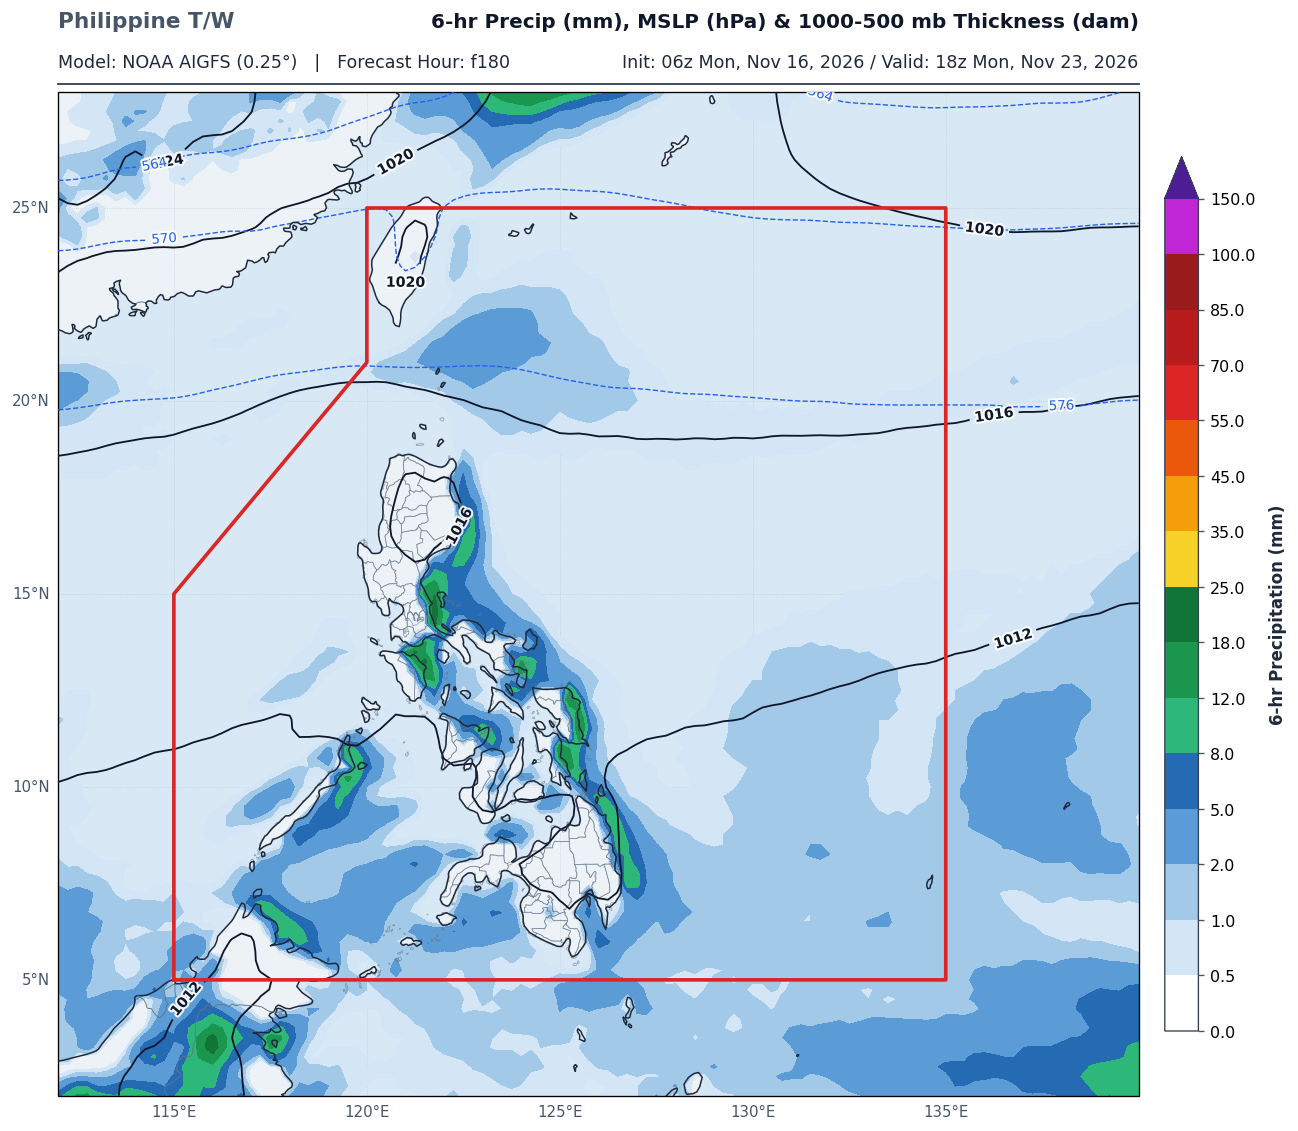 Philippine T/W
6-hr Precip (mm), MSLP (hPa) & 1000-500 mb Thickness (dam)
Model: NOAA AIGFS (0.25°) | Forecast Hour: f180
Init: 06z Mon, Nov 16, 2026 / Valid: 18z Mon, Nov 23, 2026
564
564
24
1020
570
1020
1020
1016
576
1016
1012
1012
25°N
20°N
15°N
10°N
5°N
115°E
120°E
125°E
130°E
135°E
150.0
100.0
85.0
70.0
55.0
45.0
35.0
25.0
18.0
12.0
8.0
5.0
2.0
1.0
0.5
0.0
6-hr Precipitation (mm)